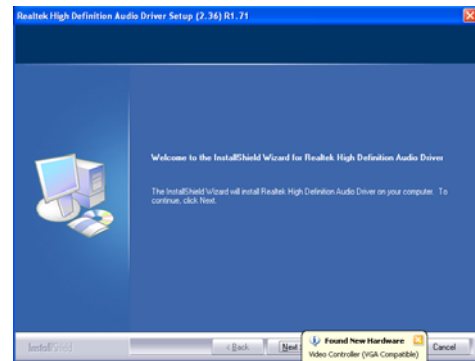 Realtek High Definition Audio Driver Setup (2.36) R1.71
Welcome to the InstallShield Wizard for Realtek High Definition Audio Driver
The InstallShield Wizard will install Realtek High Definition Audio Driver on your computer. To
continue, click Next.
InstallShield
< Back
Next
Found New Hardware
Video Controller (VGA Compatible)
Cancel